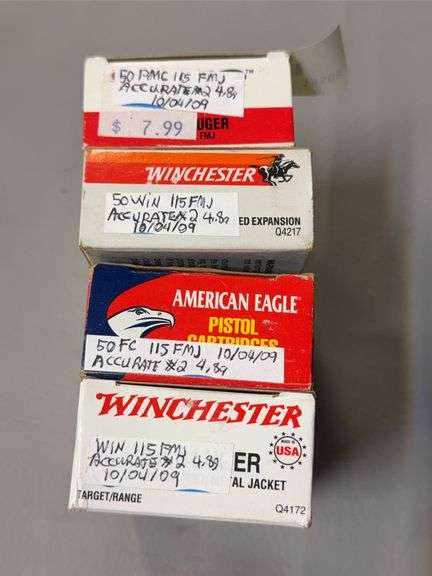 50 PMC 115 FMJ
ACCURATE #2 4.8g
10/04/09
$ 7.99
UGER
FMJ
WINCHESTER
50 WIN 115 FMJ
ACCURATE #2 4.8g
10/04/09
ED EXPANSION
Q4217
AMERICAN EAGLE
PISTOL
CARTRIDGES
50 FC 115 FMJ 10/04/09
ACCURATE #2 4.8g
WINCHESTER
WIN 115 FMJ
ACCURATE #2 4.8g
10/04/09
ER
MADE IN
USA
TAL JACKET
TARGET/RANGE
Q4172